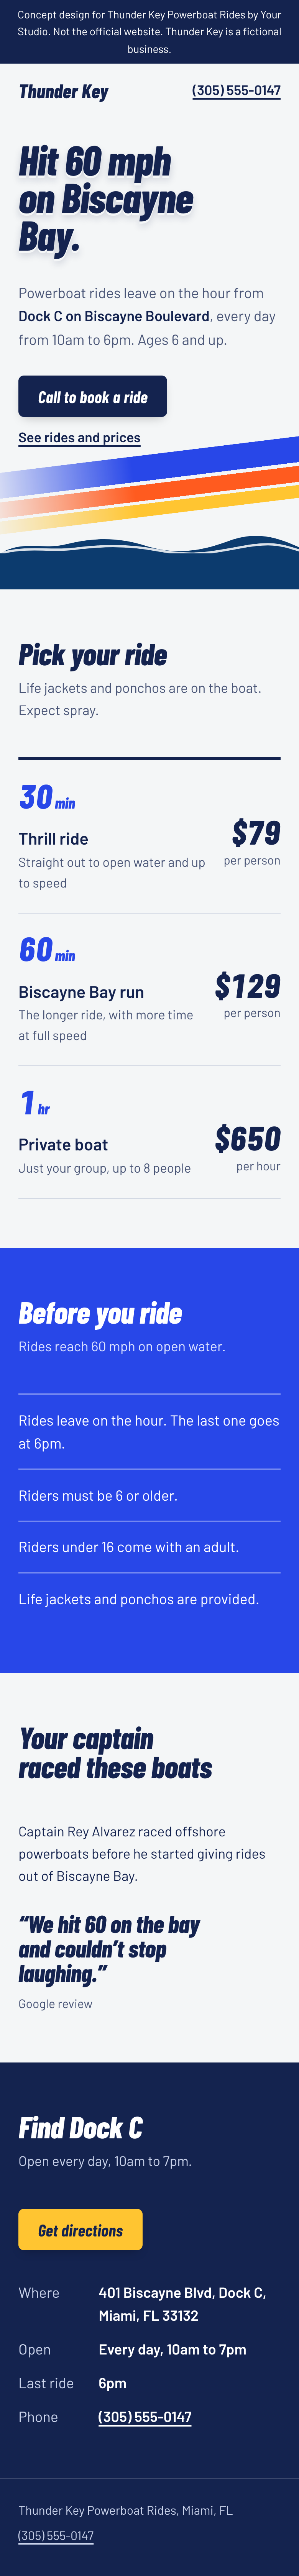 Concept design for Thunder Key Powerboat Rides by Your
Studio. Not the official website. Thunder Key is a fictional
business.
Thunder Key
(305) 555-0147
Hit 60 mph
on Biscayne
Bay.
Powerboat rides leave on the hour from
Dock C on Biscayne Boulevard, every day
from 10am to 6pm. Ages 6 and up.
Call to book a ride
See rides and prices
Pick your ride
Life jackets and ponchos are on the boat.
Expect spray.
30 min
Thrill ride
Straight out to open water and up
to speed
$79
per person
60 min
Biscayne Bay run
The longer ride, with more time
at full speed
$129
per person
1 hr
Private boat
Just your group, up to 8 people
$650
per hour
Before you ride
Rides reach 60 mph on open water.
Rides leave on the hour. The last one goes
at 6pm.
Riders must be 6 or older.
Riders under 16 come with an adult.
Life jackets and ponchos are provided.
Your captain
raced these boats
Captain Rey Alvarez raced offshore
powerboats before he started giving rides
out of Biscayne Bay.
“We hit 60 on the bay
and couldn’t stop
laughing.”
Google review
Find Dock C
Open every day, 10am to 7pm.
Get directions
Where
401 Biscayne Blvd, Dock C,
Miami, FL 33132
Open
Every day, 10am to 7pm
Last ride
6pm
Phone
(305) 555-0147
Thunder Key Powerboat Rides, Miami, FL
(305) 555-0147